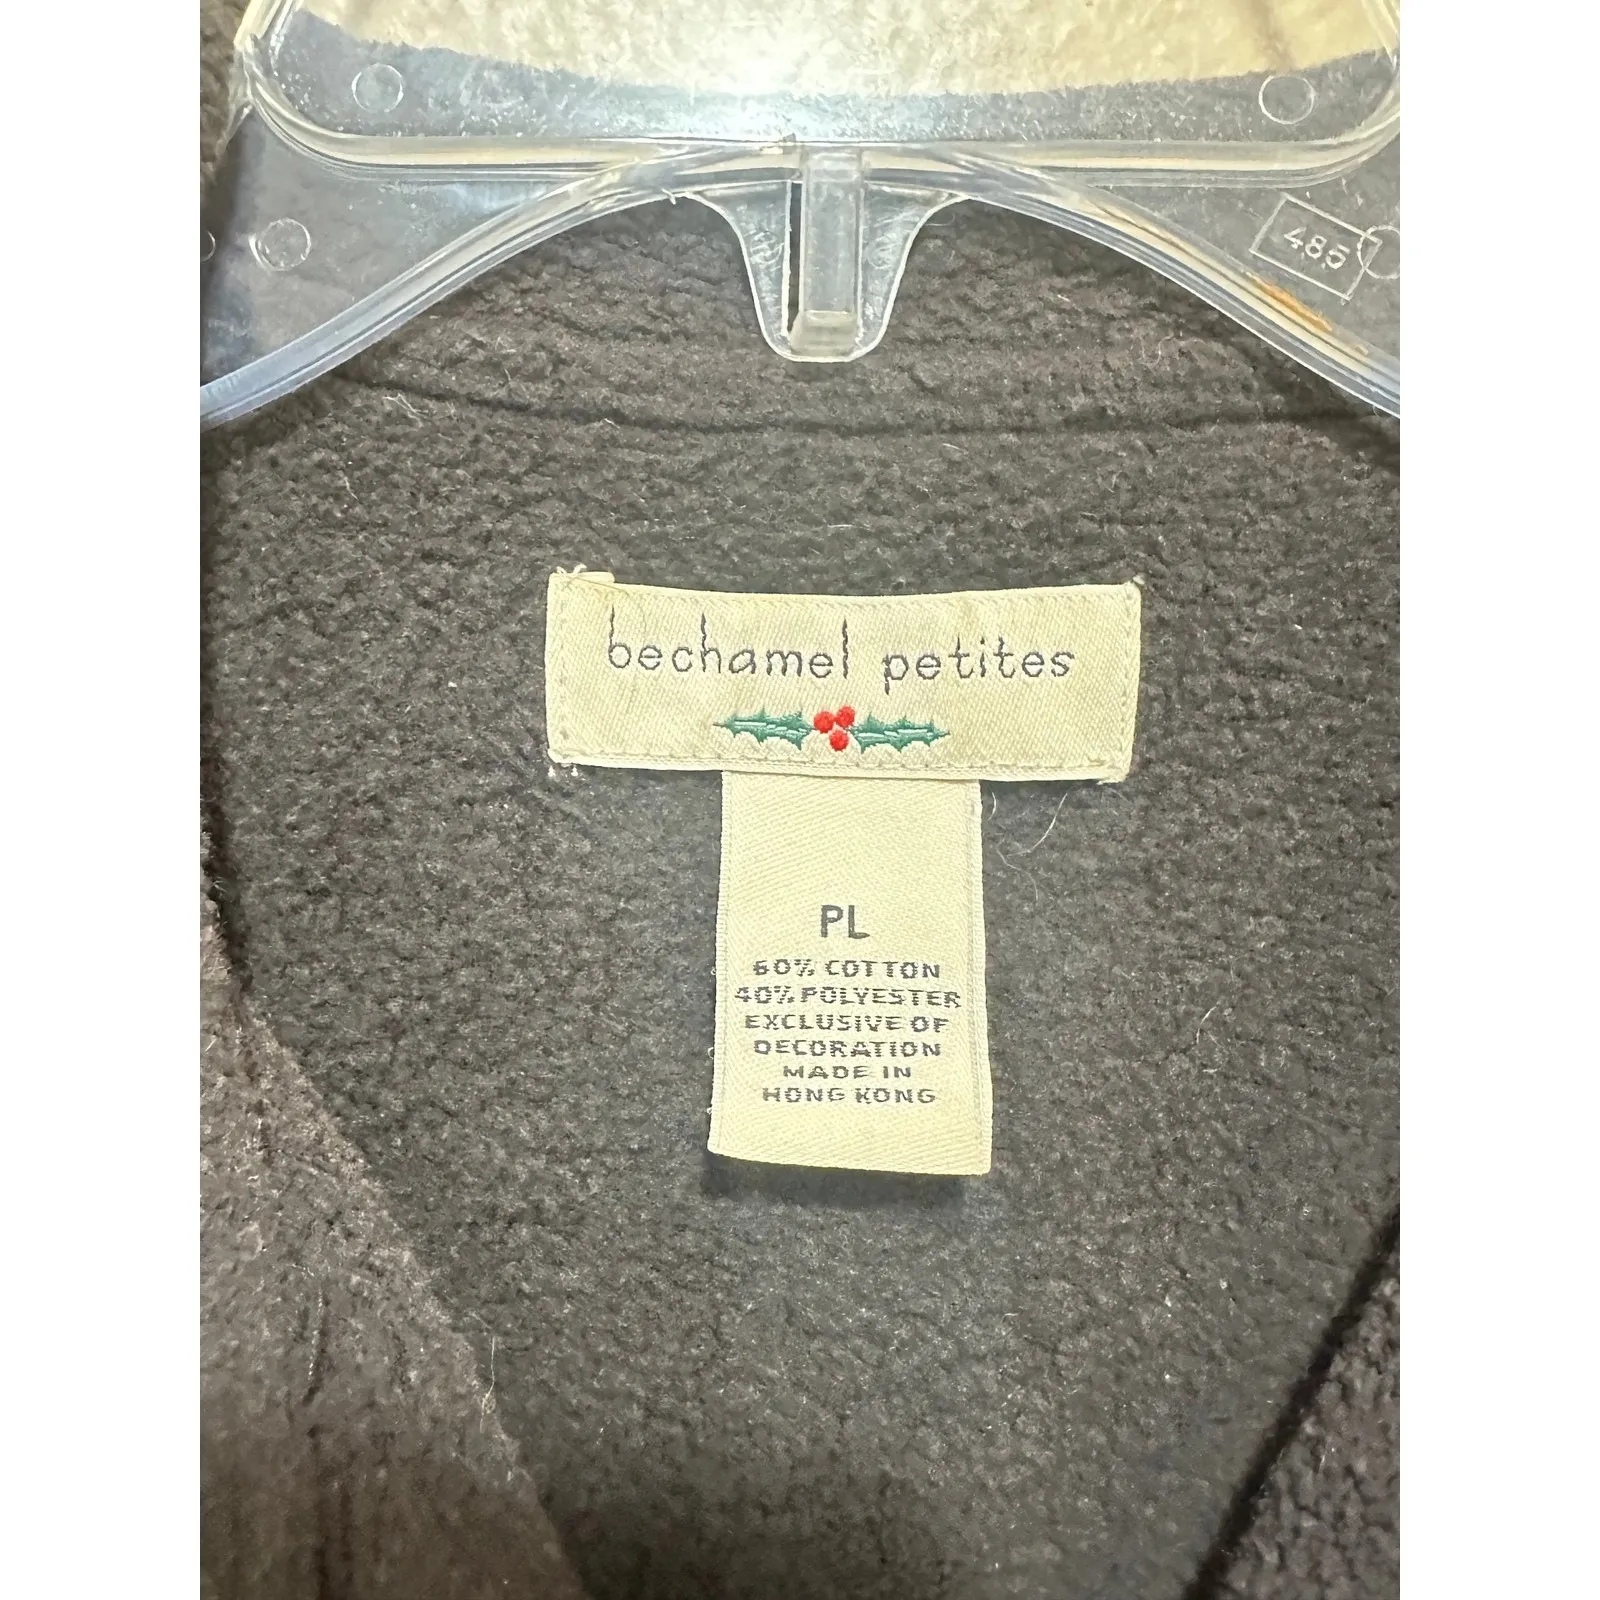 485
bechamel petites
PL
60% COTTON
40% POLYESTER
EXCLUSIVE OF
DECORATION
MADE IN
HONG KONG